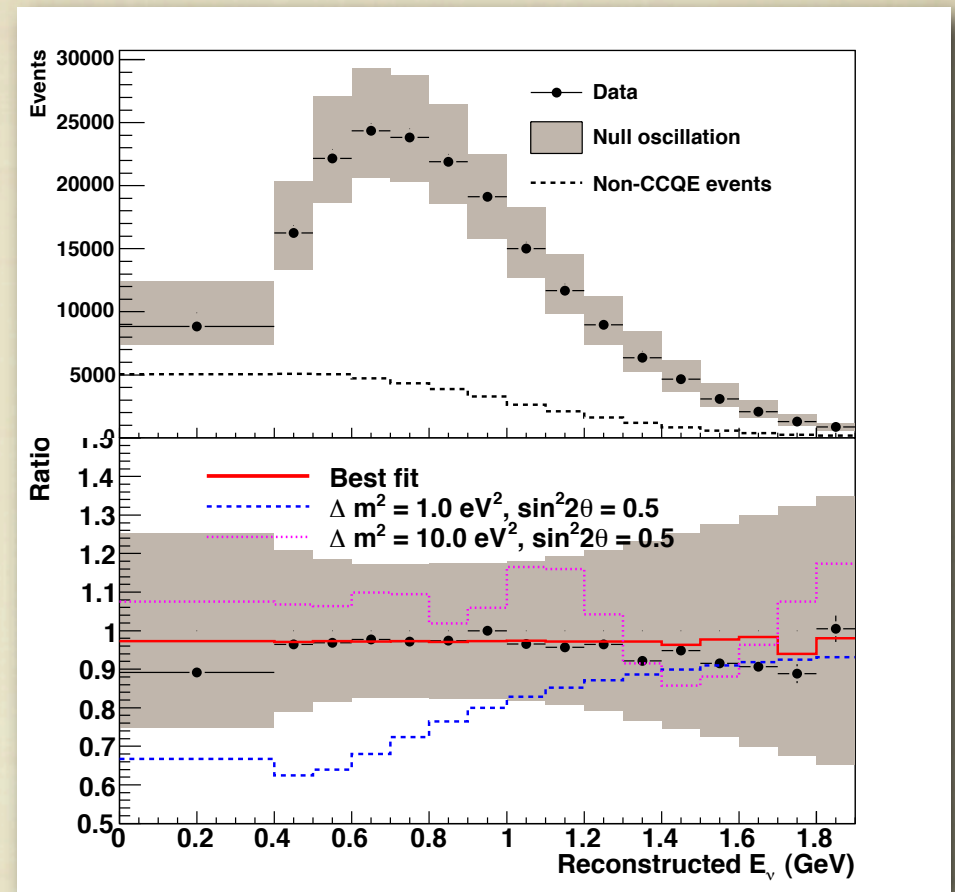 Events
30000
25000
20000
15000
10000
5000
Data
Null oscillation
Non-CCQE events
Ratio
1.4
1.3
1.2
1.1
1
0.9
0.8
0.7
0.6
0.5
Best fit
Δ m² = 1.0 eV², sin²2θ = 0.5
Δ m² = 10.0 eV², sin²2θ = 0.5
0 0.2 0.4 0.6 0.8 1 1.2 1.4 1.6 1.8
Reconstructed Eᵥ (GeV)